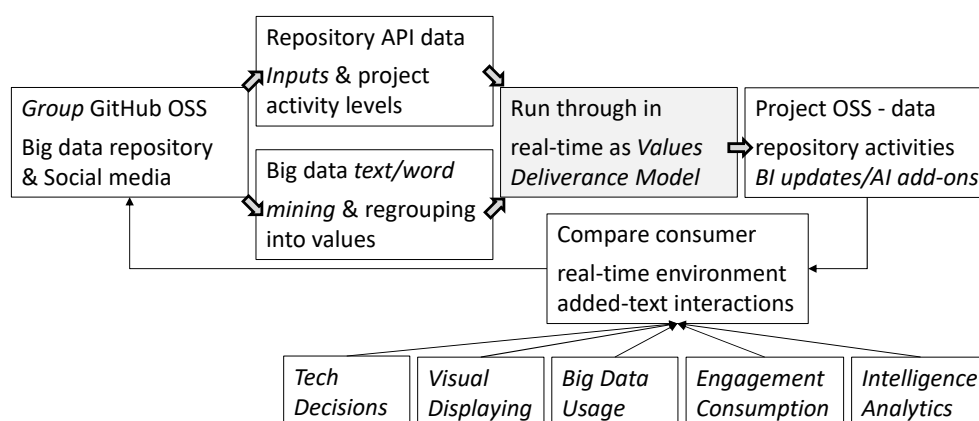 Group GitHub OSS
Big data repository
& Social media
Repository API data
Inputs & project
activity levels
Big data text/word
mining & regrouping
into values
Run through in
real-time as Values
Deliverance Model
Project OSS - data
repository activities
BI updates/AI add-ons
Compare consumer
real-time environment
added-text interactions
Tech
Decisions
Visual
Displaying
Big Data
Usage
Engagement
Consumption
Intelligence
Analytics